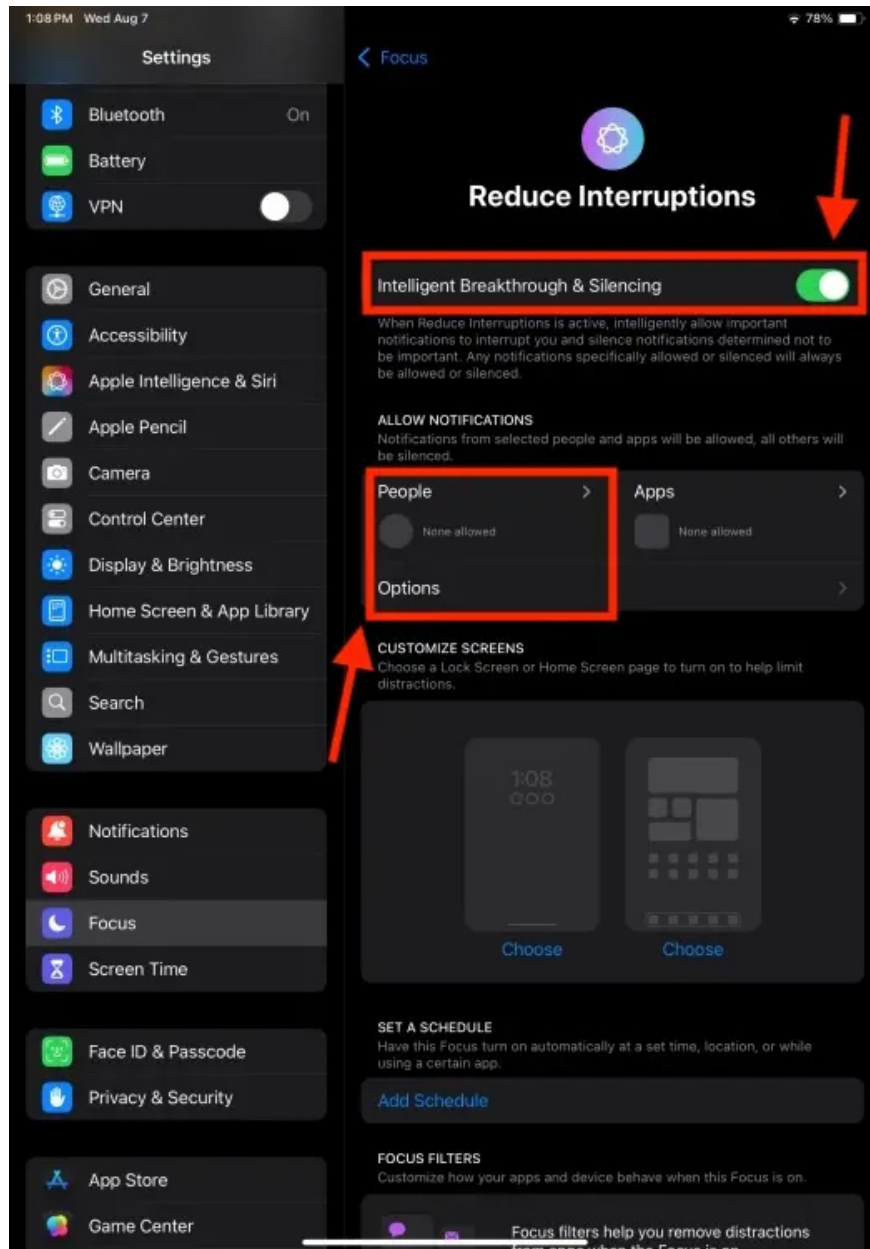 1:08 PM Wed Aug 7
78%
Settings
Bluetooth
On
Battery
VPN
General
Accessibility
Apple Intelligence & Siri
Apple Pencil
Camera
Control Center
Display & Brightness
Home Screen & App Library
Multitasking & Gestures
Search
Wallpaper
Notifications
Sounds
Focus
Screen Time
Face ID & Passcode
Privacy & Security
App Store
Game Center
Focus
Reduce Interruptions
Intelligent Breakthrough & Silencing
When Reduce Interruptions is active, intelligently allow important
notifications to interrupt you and silence notifications determined not to
be important. Any notifications specifically allowed or silenced will always
be allowed or silenced.
ALLOW NOTIFICATIONS
Notifications from selected people and apps will be allowed, all others will
be silenced.
People
None allowed
Apps
None allowed
Options
CUSTOMIZE SCREENS
Choose a Lock Screen or Home Screen page to turn on to help limit
distractions.
1:08
Choose
Choose
SET A SCHEDULE
Have this Focus turn on automatically at a set time, location, or while
using a certain app.
Add Schedule
FOCUS FILTERS
Customize how your apps and device behave when this Focus is on.
Focus filters help you remove distractions
from apps when the Focus is on